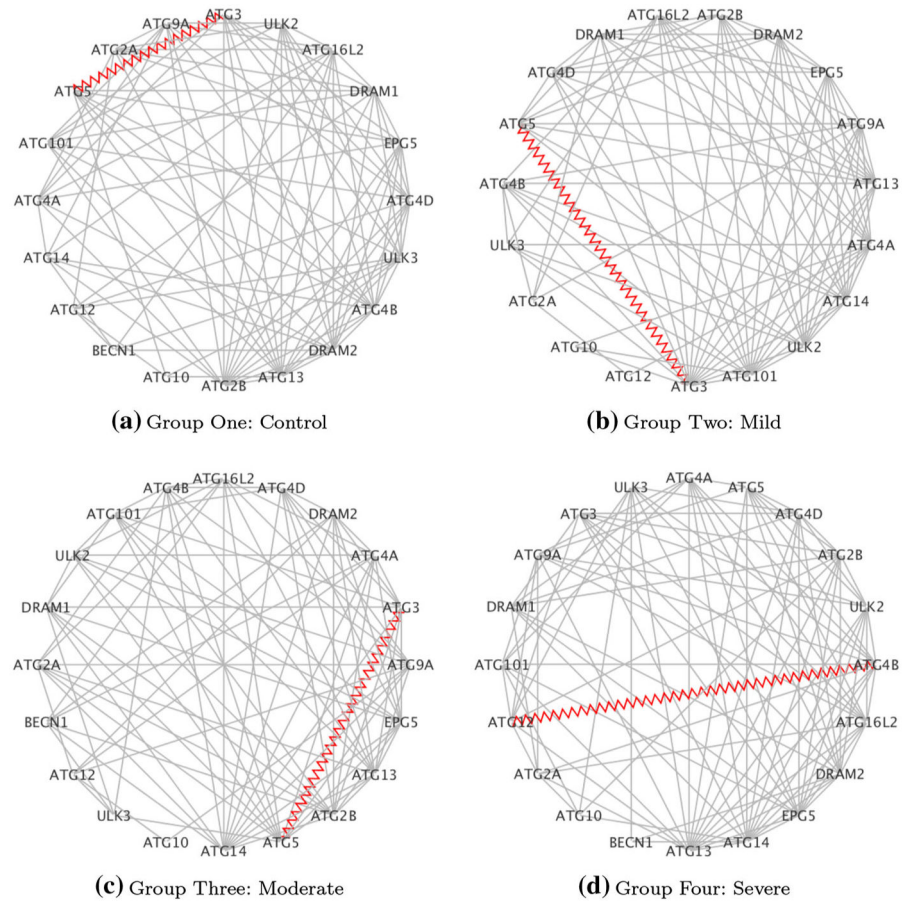 ATG3
ULK2
ATG16L2
DRAM1
EPG5
ATG4D
ULK3
ATG4B
DRAM2
ATG13
ATG2B
ATG10
BECN1
ATG12
ATG14
ATG4A
ATG101
ATG5
ATG2A
ATG9A
(a) Group One: Control
ATG16L2
ATG2B
DRAM2
EPG5
ATG9A
ATG13
ATG4A
ATG14
ULK2
ATG101
ATG3
ATG12
ATG10
ATG2A
ULK3
ATG4B
ATG5
ATG4D
DRAM1
(b) Group Two: Mild
ATG16L2
ATG4D
DRAM2
ATG4A
ATG3
ATG9A
EPG5
ATG13
ATG2B
ATG5
ATG14
ATG10
ULK3
ATG12
BECN1
ATG2A
DRAM1
ULK2
ATG101
ATG4B
(c) Group Three: Moderate
ATG4A
ATG5
ATG4D
ATG2B
ULK2
ATG4B
ATG16L2
DRAM2
EPG5
ATG14
ATG13
BECN1
ATG10
ATG2A
ATG12
ATG101
DRAM1
ATG9A
ATG3
ULK3
(d) Group Four: Severe